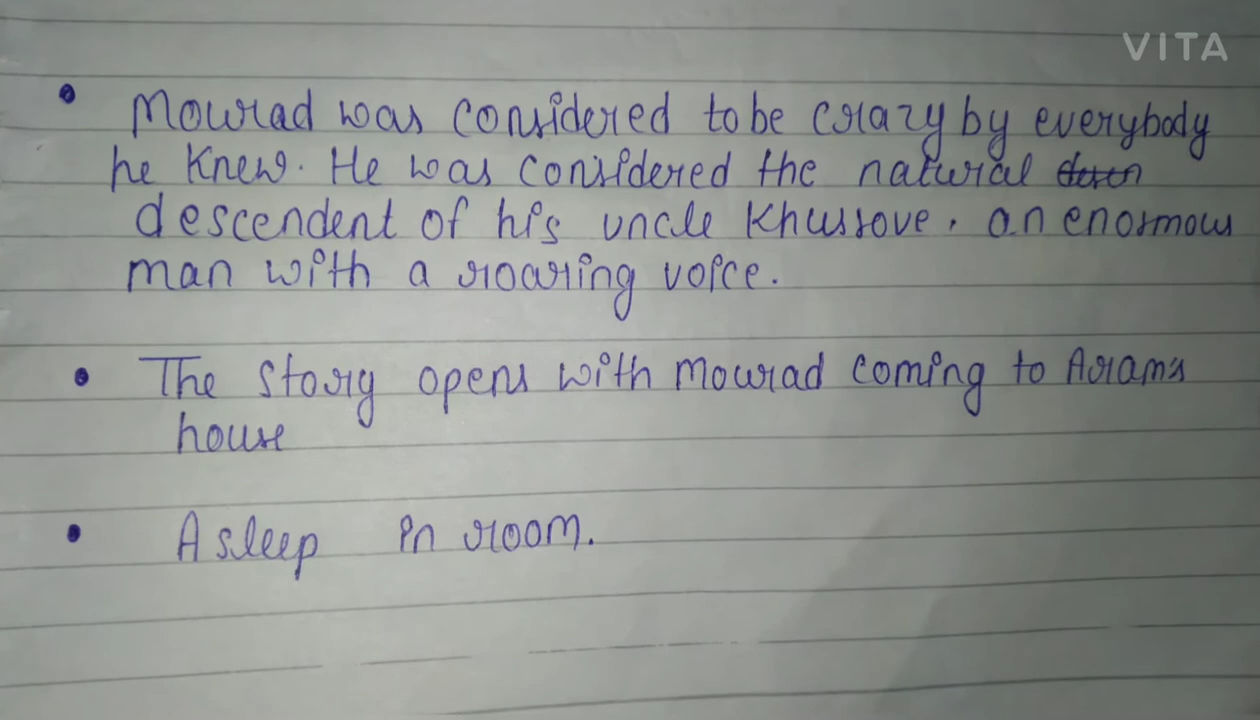 VITA
• Mourad was considered to be crazy by everybody
he knew. He was considered the natural
descendent of his uncle Khusrove. an enormous
man with a roaring voice.
• The story opens with Mourad coming to Aram's
house
• Asleep in room.